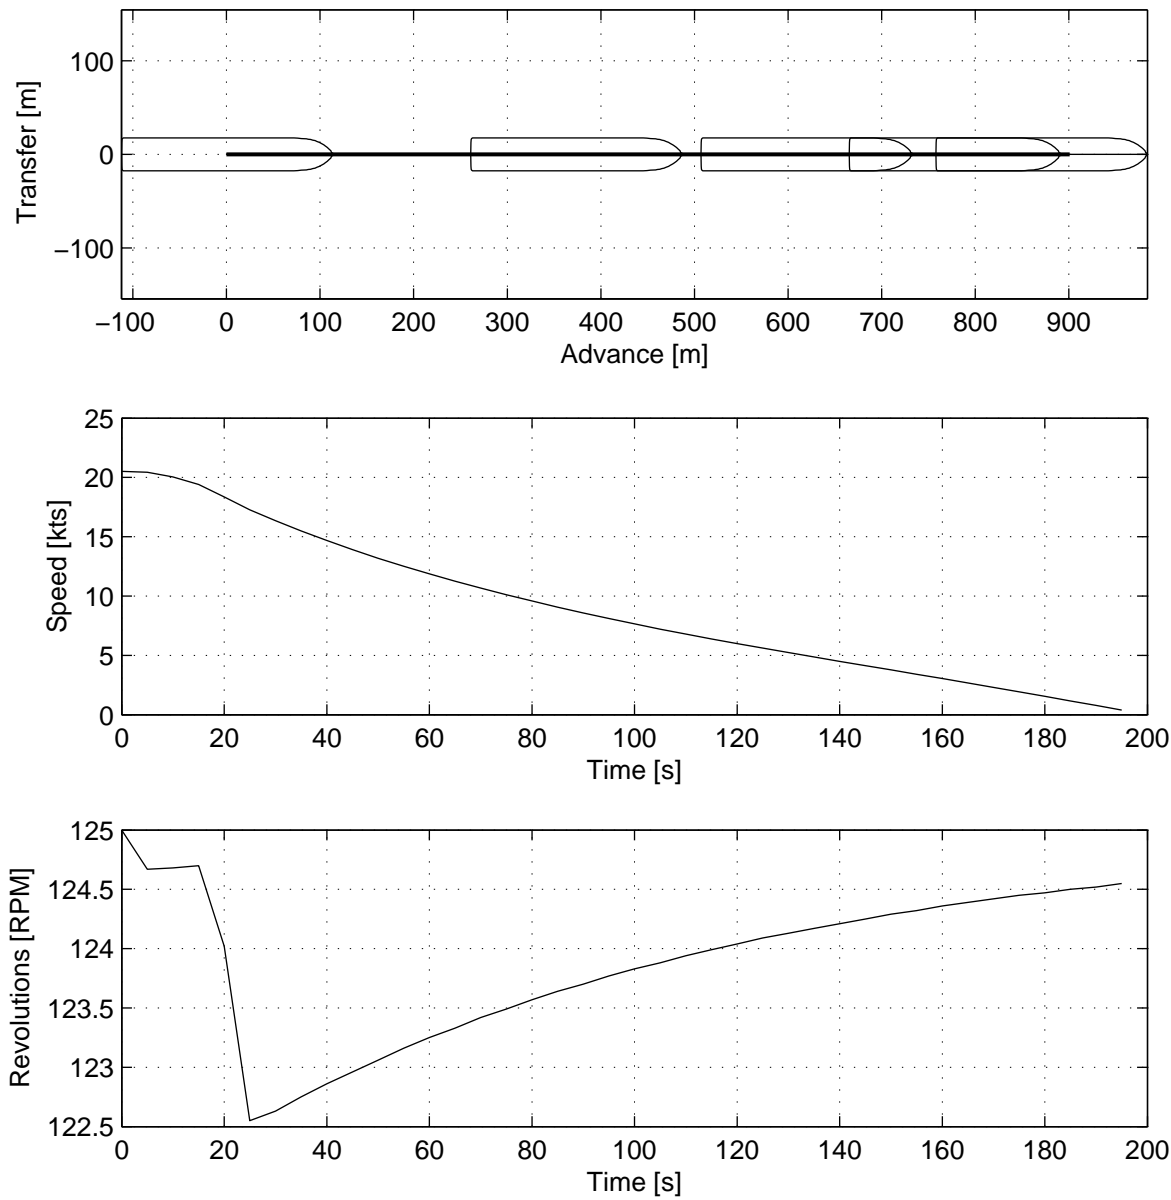 Transfer [m]
100
0
−100
−100 0 100 200 300 400 500 600 700 800 900
Advance [m]
Speed [kts]
25
20
15
10
5
0
0 20 40 60 80 100 120 140 160 180 200
Time [s]
Revolutions [RPM]
125
124.5
124
123.5
123
122.5
0 20 40 60 80 100 120 140 160 180 200
Time [s]